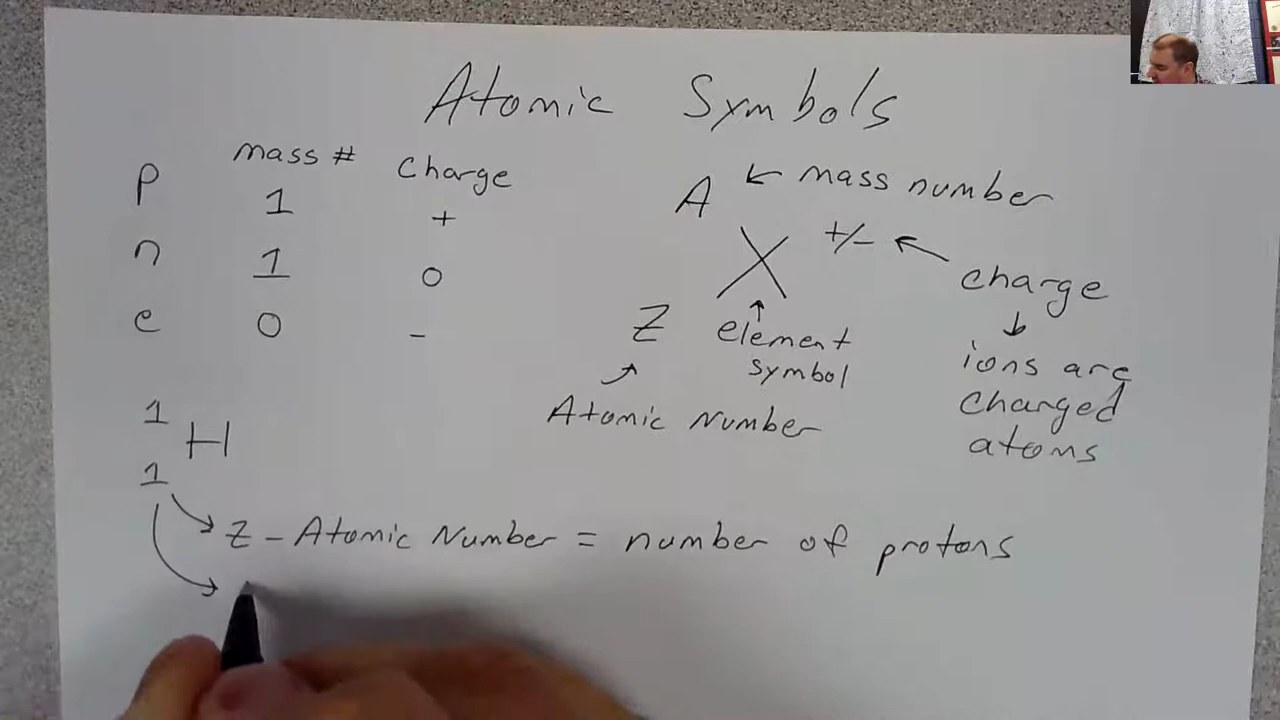 Atomic Symbols
mass # charge
p 1 +
n 1 0
e 0 -
A ← mass number
X +/- ← charge
Z element symbol
Atomic Number
ions are
charged
atoms
1
H
1
Z - Atomic Number = number of protons